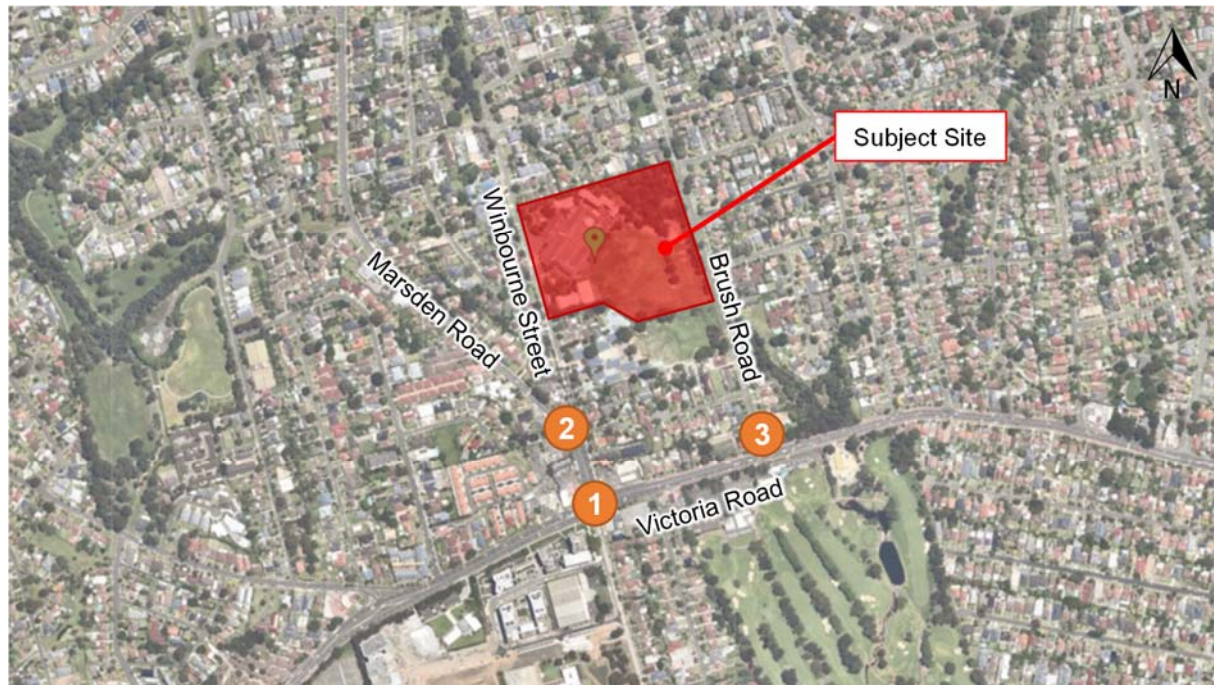 N
Subject Site
Winbourne Street
Marsden Road
Brush Road
2
3
1
Victoria Road